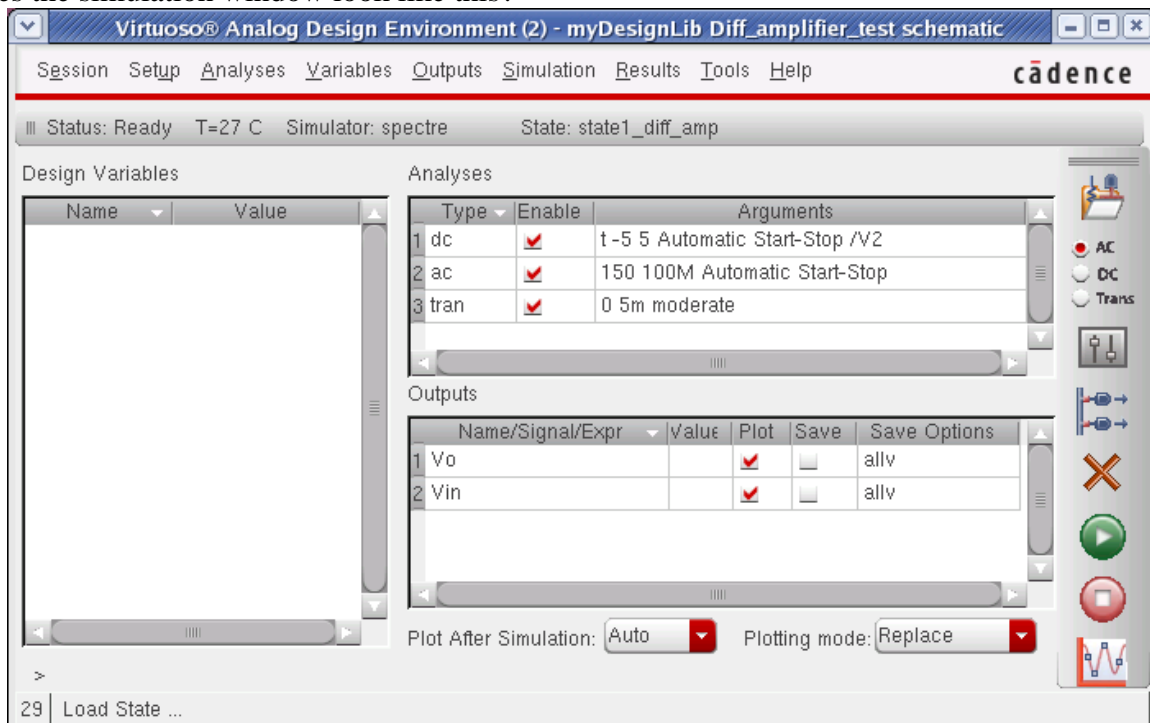 Virtuoso® Analog Design Environment (2) - myDesignLib Diff_amplifier_test schematic
Session Setup Analyses Variables Outputs Simulation Results Tools Help cādence
Status: Ready T=27 C Simulator: spectre State: state1_diff_amp
Design Variables
Name Value
Analyses
Type Enable Arguments
1 dc t -5 5 Automatic Start-Stop /V2
2 ac 150 100M Automatic Start-Stop
3 tran 0 5m moderate
AC
DC
Trans
Outputs
Name/Signal/Expr Value Plot Save Save Options
1 Vo allv
2 Vin allv
Plot After Simulation: Auto Plotting mode: Replace
>
29 Load State ...